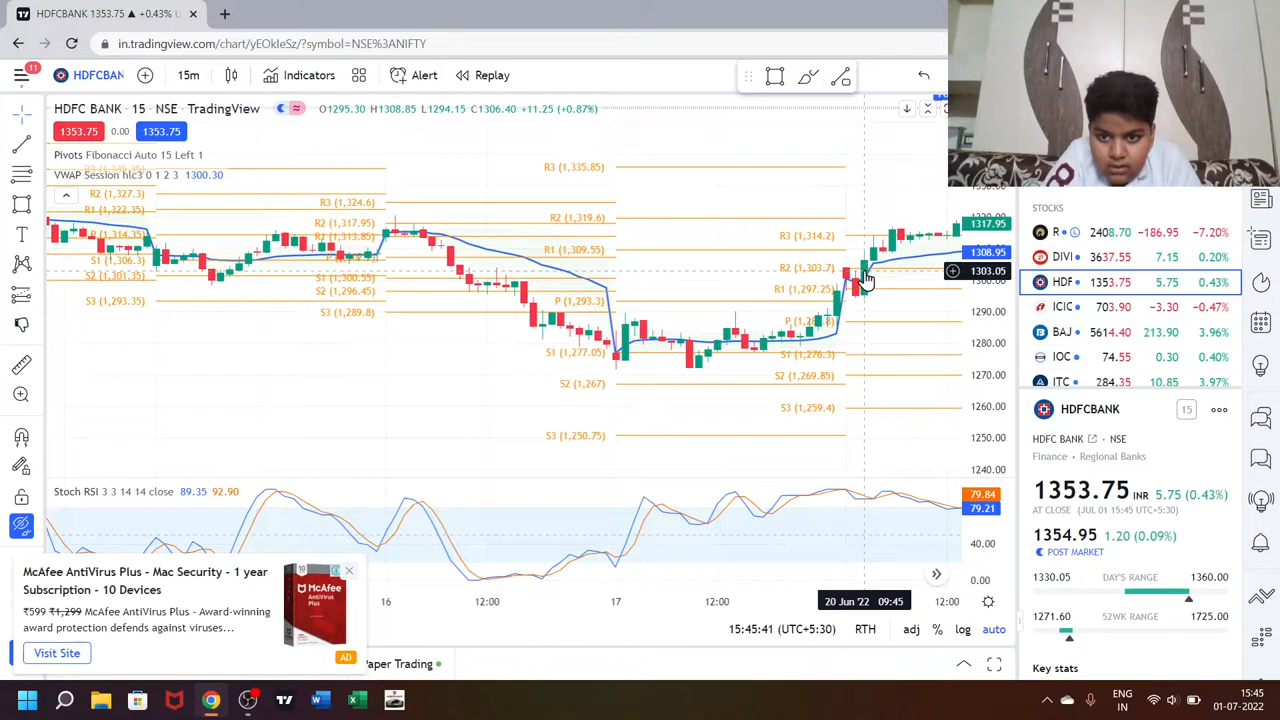 HDFCBANK 1353.75 ▲ +0.43%
in.tradingview.com/chart/yEOkIeSz/?symbol=NSE%3ANIFTY
11
HDFCBAN
15m
Indicators
Alert
Replay
HDFC BANK · 15 · NSE · TradingView
O1295.30 H1308.85 L1294.15 C1306.40 +11.25 (+0.87%)
1353.75 0.00 1353.75
Pivots Fibonacci Auto 15 Left 1
VWAP Session hlc3 0 1 2 3 1300.30
R2 (1,327.3)
R1 (1,322.35)
P (1,314.35)
S2 (1,301.35)
S3 (1,293.35)
R3 (1,324.6)
R2 (1,317.95)
R1 (1,313.85)
S1 (1,300.55)
S2 (1,296.45)
S3 (1,289.8)
R3 (1,335.85)
R2 (1,319.6)
R1 (1,309.55)
P (1,293.3)
S1 (1,277.05)
S2 (1,267)
S3 (1,250.75)
R3 (1,314.2)
R2 (1,303.7)
R1 (1,297.25)
S1 (1,276.3)
S2 (1,269.85)
S3 (1,259.4)
1317.95
1308.95
1303.05
1290.00
1280.00
1270.00
1260.00
1250.00
1240.00
Stoch RSI 3 3 14 14 close 89.35 92.90
79.84
79.21
40.00
0.00
16
12:00
17
12:00
20 Jun '22 09:45
12:00
15:45:41 (UTC+5:30)
RTH
adj
%
log
auto
McAfee AntiVirus Plus - Mac Security - 1 year
Subscription - 10 Devices
₹599 ₹1,299 McAfee AntiVirus Plus - Award-winning
award protection defends against viruses...
Visit Site
AD
Paper Trading
STOCKS
R 2408.70 -186.95 -7.20%
DIVI 3637.55 7.15 0.20%
HDF 1353.75 5.75 0.43%
ICIC 703.90 -3.30 -0.47%
BAJ 5614.40 213.90 3.96%
IOC 74.55 0.30 0.40%
ITC 284.35 10.85 3.97%
HDFCBANK
15
HDFC BANK · NSE
Finance · Regional Banks
1353.75 INR 5.75 (0.43%)
AT CLOSE (JUL 01 15:45 UTC+5:30)
1354.95 1.20 (0.09%)
POST MARKET
1330.05 DAY'S RANGE 1360.00
1271.60 52WK RANGE 1725.00
Key stats
ENG
IN
15:45
01-07-2022